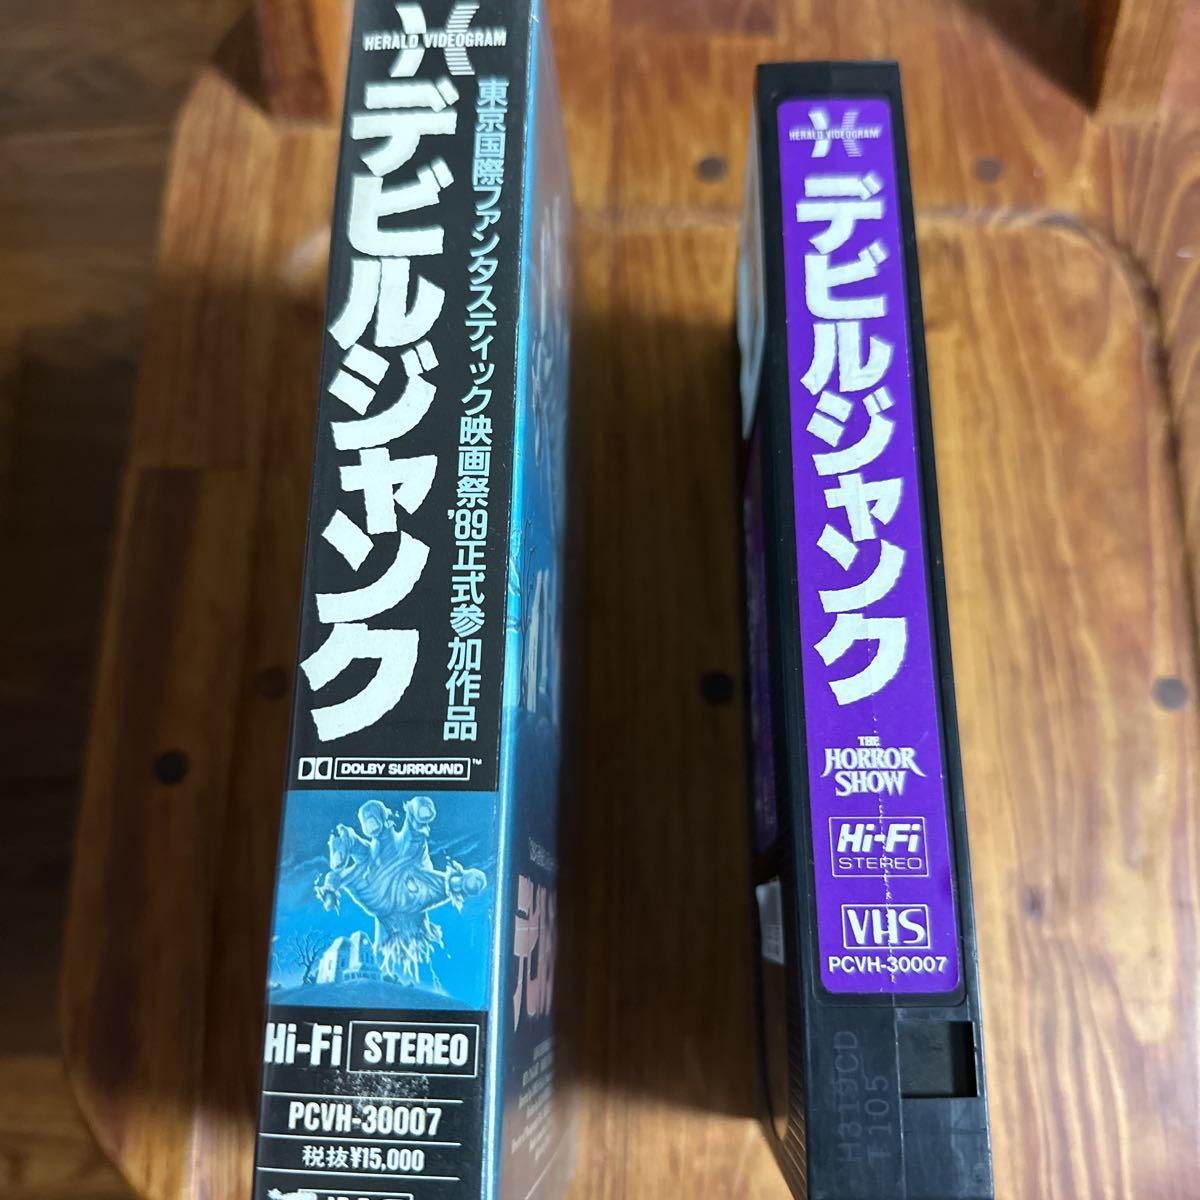 HERALD VIDEOGRAM
デビルジャンク
東京国際ファンタスティック映画祭'89正式参加作品
DOLBY SURROUND™
Hi-Fi STEREO
PCVH-30007
税抜¥15,000
HERALD VIDEOGRAM
デビルジャンク
THE
HORROR
SHOW
Hi-Fi
STEREO
VHS
PCVH-30007
T105